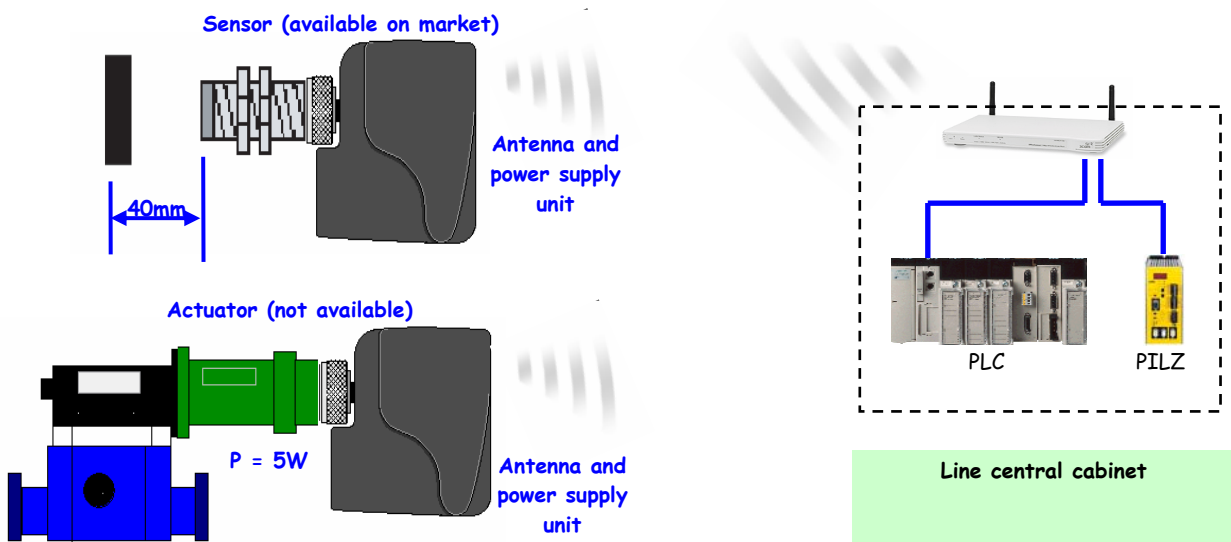 Sensor (available on market)
Antenna and
power supply
unit
40mm
Actuator (not available)
P = 5W
Antenna and
power supply
unit
PLC
PILZ
Line central cabinet